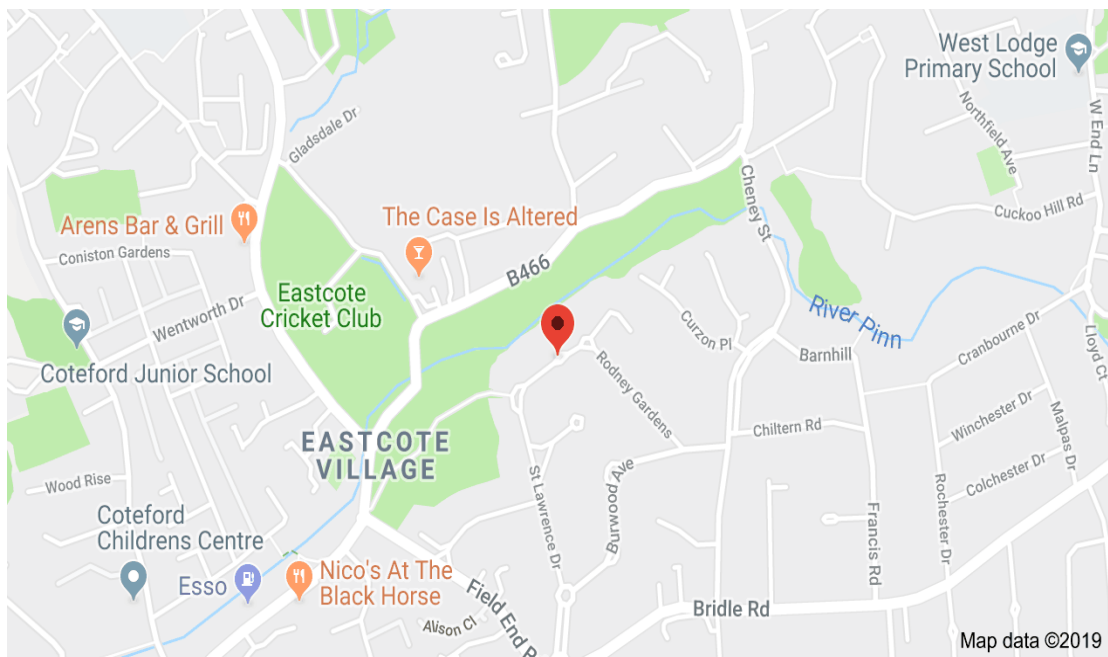 West Lodge
Primary School
Northfield Ave
W End Ln
Gladsdale Dr
Cheney St
Cuckoo Hill Rd
Arens Bar & Grill
The Case Is Altered
Coniston Gardens
B466
Eastcote
Cricket Club
Wentworth Dr
River Pinn
Curzon Pl
Cranbourne Dr
Lloyd Ct
Barnhill
Coteford Junior School
Rodney Gardens
Winchester Dr
Malpas Dr
EASTCOTE
VILLAGE
Chiltern Rd
Colchester Dr
Wood Rise
St Lawrence Dr
Burwood Ave
Rochester Dr
Francis Rd
Coteford
Childrens Centre
Esso
Nico's At The
Black Horse
Field End R
Alison Cl
Bridle Rd
Map data ©2019